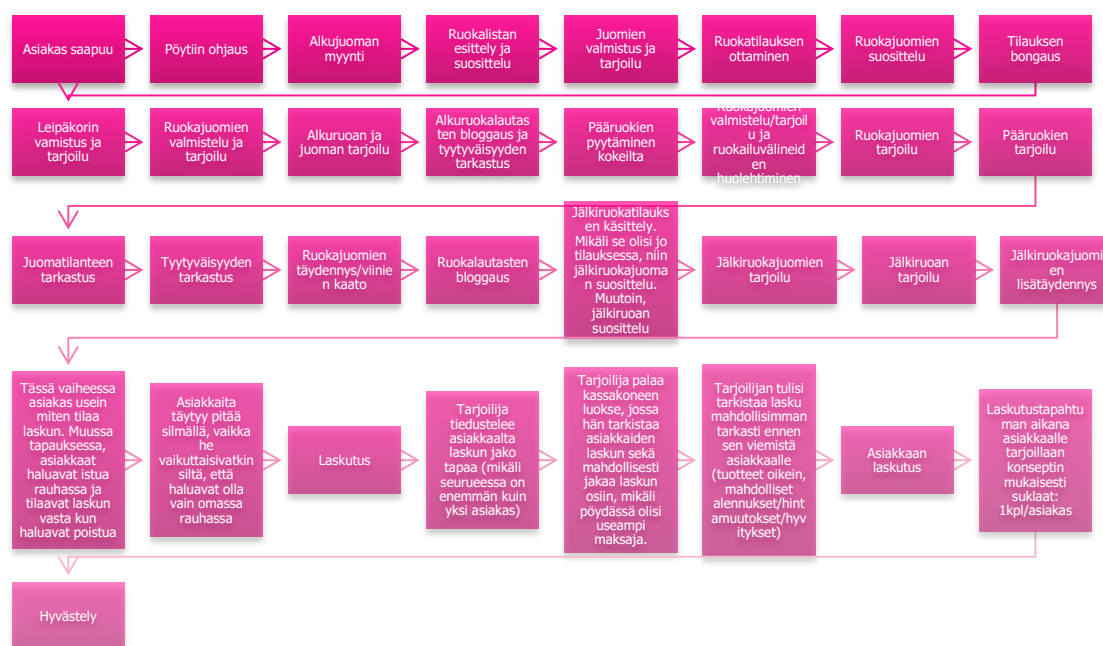 Asiakas saapuu
Pöytiin ohjaus
Alkujuoman
myynti
Ruokalistan
esittely ja
suosittelu
Juomien
valmistus ja
tarjoilu
Ruokatilauksen
ottaminen
Ruokajuomien
suosittelu
Tilauksen
bongaus
Leipäkorin
vamistus ja
tarjoilu
Ruokajuomien
valmistelu ja
tarjoilu
Alkuruoan ja
juoman tarjoilu
Alkuruokalautas
ten bloggaus ja
tyytyväisyyden
tarkastus
Pääruokien
pyytäminen
kokeilta
Ruokajuomien
valmistelu/tarjoil
u ja
ruokailuvälineid
en
huolehtiminen
Ruokajuomien
tarjoilu
Pääruokien
tarjoilu
Juomatilanteen
tarkastus
Tyytyväisyyden
tarkastus
Ruokajuomien
täydennys/viinie
n kaato
Ruokalautasten
bloggaus
Jälkiruokatilauks
en käsittely.
Mikäli se olisi jo
tilauksessa, niin
jälkiruokajuoma
n suosittelu.
Muutoin,
jälkiruoan
suosittelu
Jälkiruokajuomien
tarjoilu
Jälkiruoan
tarjoilu
Jälkiruokajuomi
en
lisätäydennys
Tässä vaiheessa
asiakas usein
miten tilaa
laskun. Muussa
tapauksessa,
asiakkaat
haluavat istua
rauhassa ja
tilaavat laskun
vasta kun
haluavat poistua
Asiakkaita
täytyy pitää
silmällä, vaikka
he
vaikuttaisivatkin
siltä, että
haluavat olla
vain omassa
rauhassa
Laskutus
Tarjoilija
tiedustelee
asiakkaalta
laskun jako
tapaa (mikäli
seurueessa on
enemmän kuin
yksi asiakas)
Tarjoilija palaa
kassakoneen
luokse, jossa
hän tarkistaa
asiakkaiden
laskun sekä
mahdollisesti
jakaa laskun
osiin, mikäli
pöydässä olisi
useampi
maksaja.
Tarjoilijan tulisi
tarkistaa lasku
mahdollisimman
tarkasti ennen
sen viemistä
asiakkaalle
(tuotteet oikein,
mahdolliset
alennukset/hint
amuutokset/hyv
itykset)
Asiakkaan
laskutus
Laskutustapahtu
man aikana
asiakkaalle
tarjoillaan
konseptin
mukaisesti
suklaat:
1kpl/asiakas
Hyvästely